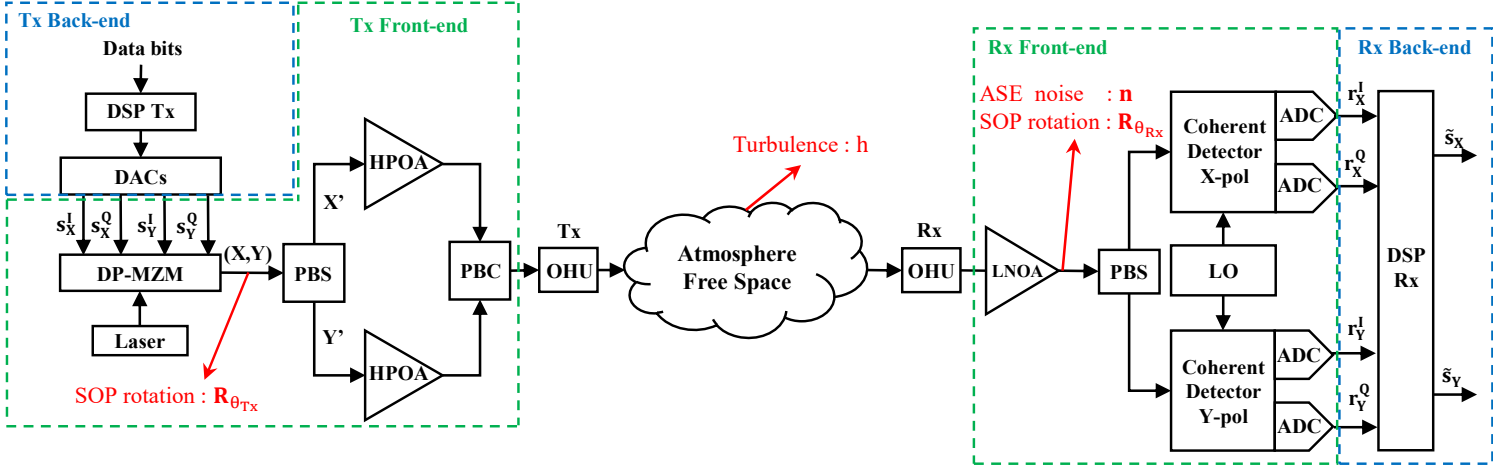 Tx Back-end
Data bits
DSP Tx
DACs
s_X^I s_X^Q s_Y^I s_Y^Q
DP-MZM
Laser
(X,Y)
SOP rotation : R_θ_Tx
Tx Front-end
PBS
X’
Y’
HPOA
HPOA
PBC
Tx
OHU
Turbulence : h
Atmosphere
Free Space
Rx
OHU
Rx Front-end
ASE noise : n
SOP rotation : R_θ_Rx
LNOA
PBS
Coherent
Detector
X-pol
ADC
ADC
LO
Coherent
Detector
Y-pol
ADC
ADC
Rx Back-end
r_X^I
r_X^Q
r_Y^I
r_Y^Q
DSP
Rx
s̃_X
s̃_Y